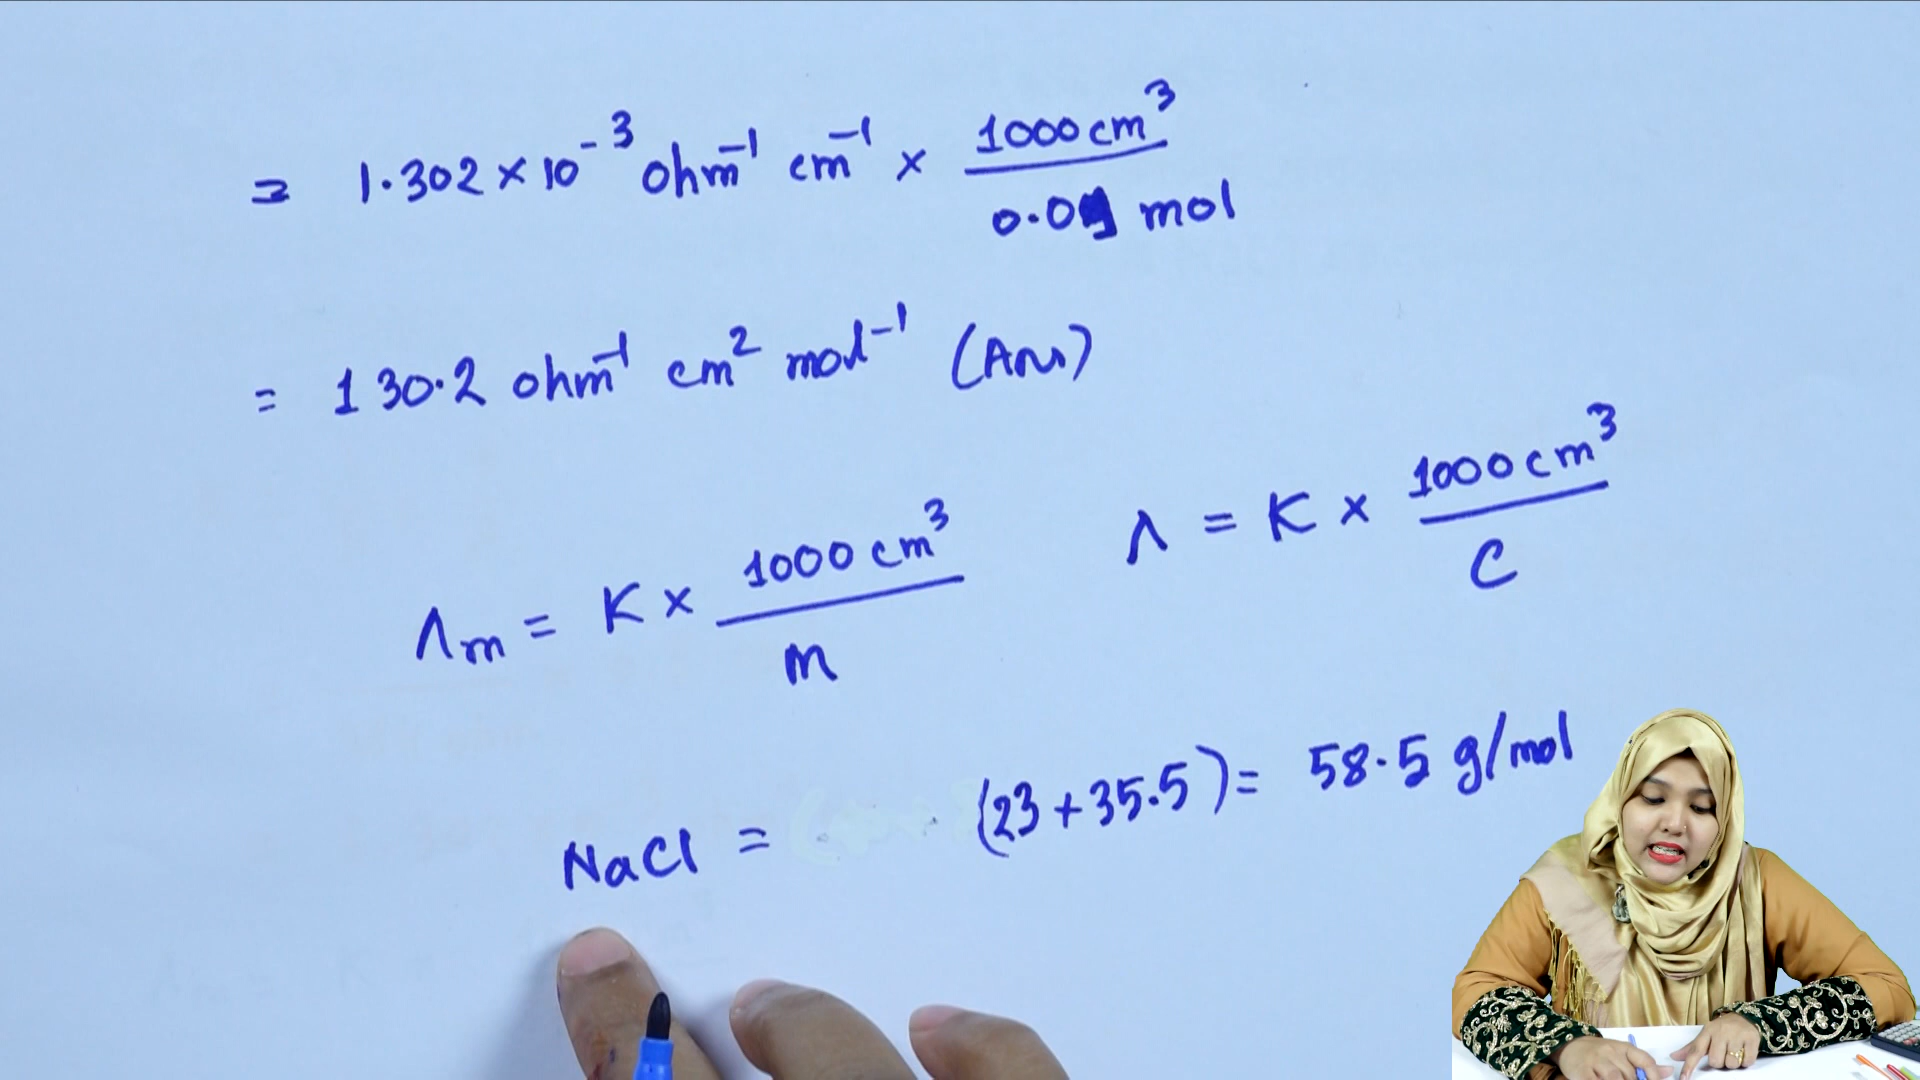 = 1.302 × 10⁻³ ohm⁻¹ cm⁻¹ × 1000 cm³ / 0.01 mol
= 130.2 ohm⁻¹ cm² mol⁻¹ (Ans)
Λm = K × 1000 cm³ / M
Λ = K × 1000 cm³ / C
NaCl = (23 + 35.5) = 58.5 g/mol